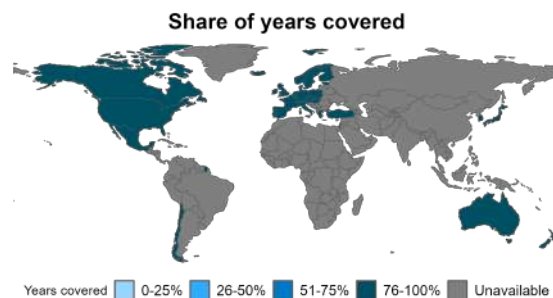 Share of years covered
Years covered 0-25% 26-50% 51-75% 76-100% Unavailable